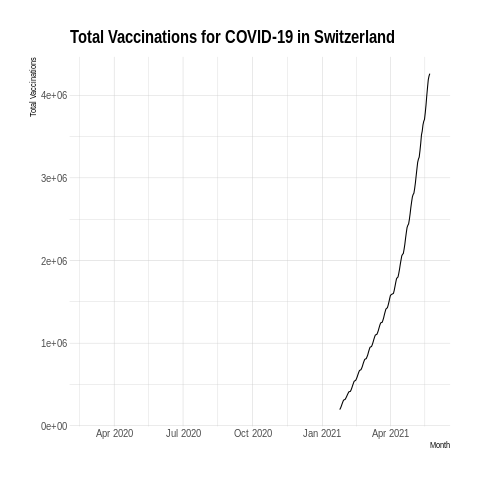 Total Vaccinations for COVID-19 in Switzerland
Total Vaccinations
4e+06
3e+06
2e+06
1e+06
0e+00
Apr 2020 Jul 2020 Oct 2020 Jan 2021 Apr 2021
Month